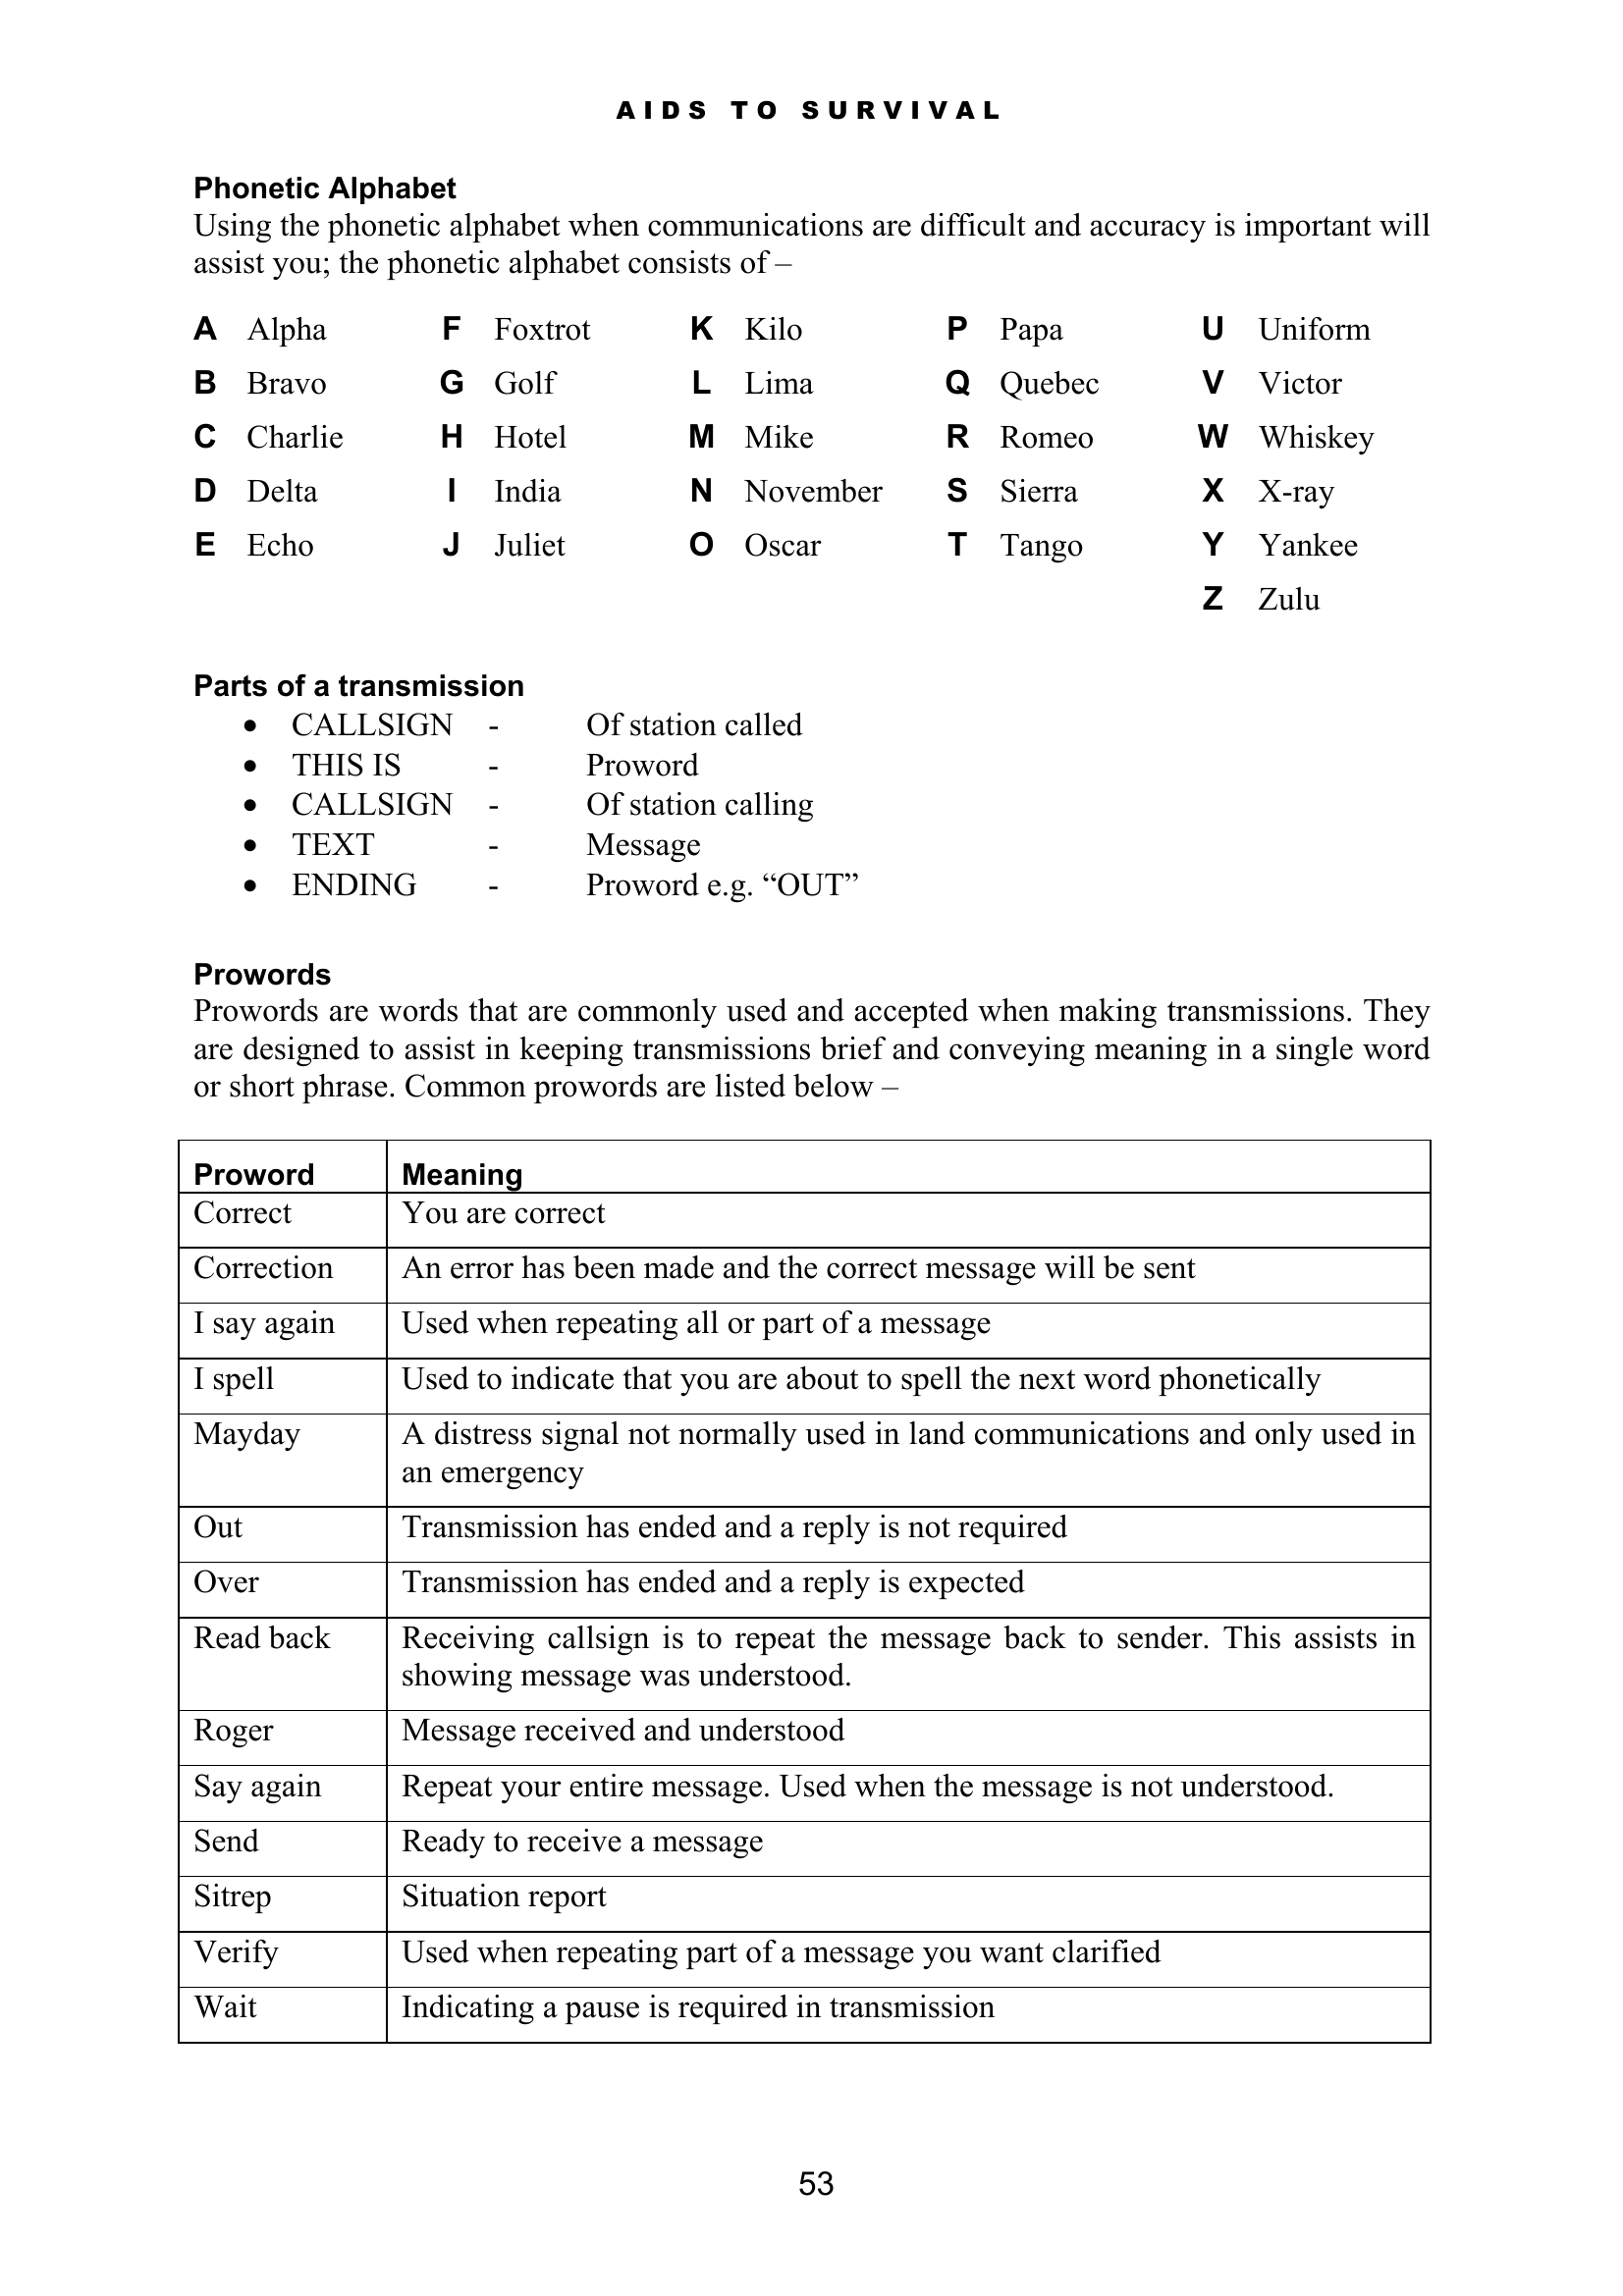 AIDS TO SURVIVAL
Phonetic Alphabet
Using the phonetic alphabet when communications are difficult and accuracy is important will
assist you; the phonetic alphabet consists of –
A Alpha F Foxtrot K Kilo P Papa U Uniform
B Bravo G Golf L Lima Q Quebec V Victor
C Charlie H Hotel M Mike R Romeo W Whiskey
D Delta I India N November S Sierra X X-ray
E Echo J Juliet O Oscar T Tango Y Yankee
Z Zulu
Parts of a transmission
• CALLSIGN - Of station called
• THIS IS - Proword
• CALLSIGN - Of station calling
• TEXT - Message
• ENDING - Proword e.g. “OUT”
Prowords
Prowords are words that are commonly used and accepted when making transmissions. They
are designed to assist in keeping transmissions brief and conveying meaning in a single word
or short phrase. Common prowords are listed below –
Proword Meaning
Correct You are correct
Correction An error has been made and the correct message will be sent
I say again Used when repeating all or part of a message
I spell Used to indicate that you are about to spell the next word phonetically
Mayday A distress signal not normally used in land communications and only used in
an emergency
Out Transmission has ended and a reply is not required
Over Transmission has ended and a reply is expected
Read back Receiving callsign is to repeat the message back to sender. This assists in
showing message was understood.
Roger Message received and understood
Say again Repeat your entire message. Used when the message is not understood.
Send Ready to receive a message
Sitrep Situation report
Verify Used when repeating part of a message you want clarified
Wait Indicating a pause is required in transmission
53